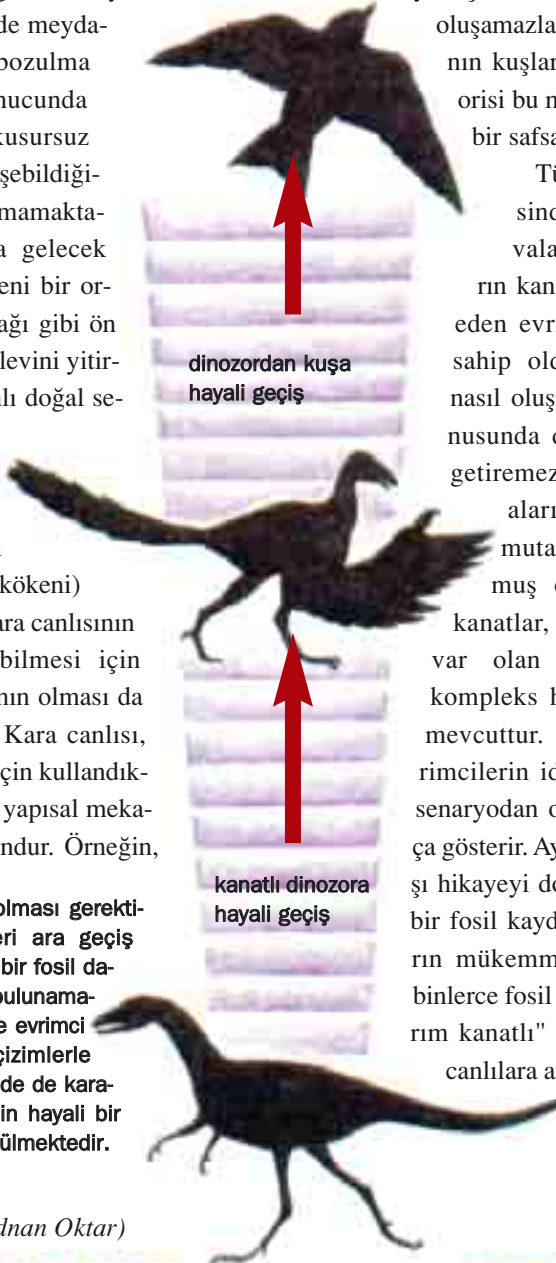 de meyda-
bozulma
nucunda
kusursuz
şebildiği-
mamakta-
a gelecek
eni bir or-
ağı gibi ön
levini yitir-
lı doğal se-
kökeni)
ara canlısının
bilmesi için
nın olması da
Kara canlısı,
çin kullandık-
yapısal meka-
ndur. Örneğin,
olması gerekti-
eri ara geçiş
bir fosil da-
bulunama-
e evrimci
çizimlerle
de de kara-
in hayali bir
ülmektedir.
dnan Oktar)
dinozordan kuşa
hayali geçiş
kanatlı dinozora
hayali geçiş
oluşamazla
nın kuşlar
orisi bu n
bir safsa
Tü
sind
vala
rın kan
eden evr
sahip old
nasıl oluş
nusunda d
getiremez
aları
muta
muş
kanatlar,
var olan
kompleks h
mevcuttur.
rimcilerin id
senaryodan o
ça gösterir. Ay
şı hikayeyi do
bir fosil kayd
rın mükemm
binlerce fosil
rım kanatlı"
canlılara a